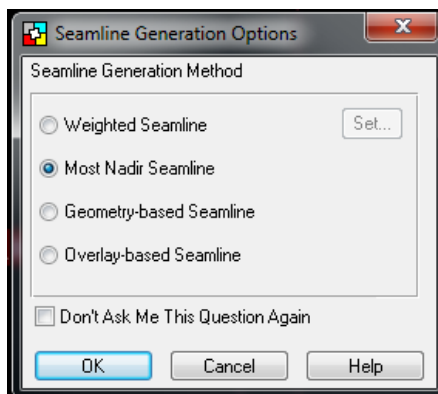 Seamline Generation Options
Seamline Generation Method
Weighted Seamline Set...
Most Nadir Seamline
Geometry-based Seamline
Overlay-based Seamline
Don't Ask Me This Question Again
OK Cancel Help